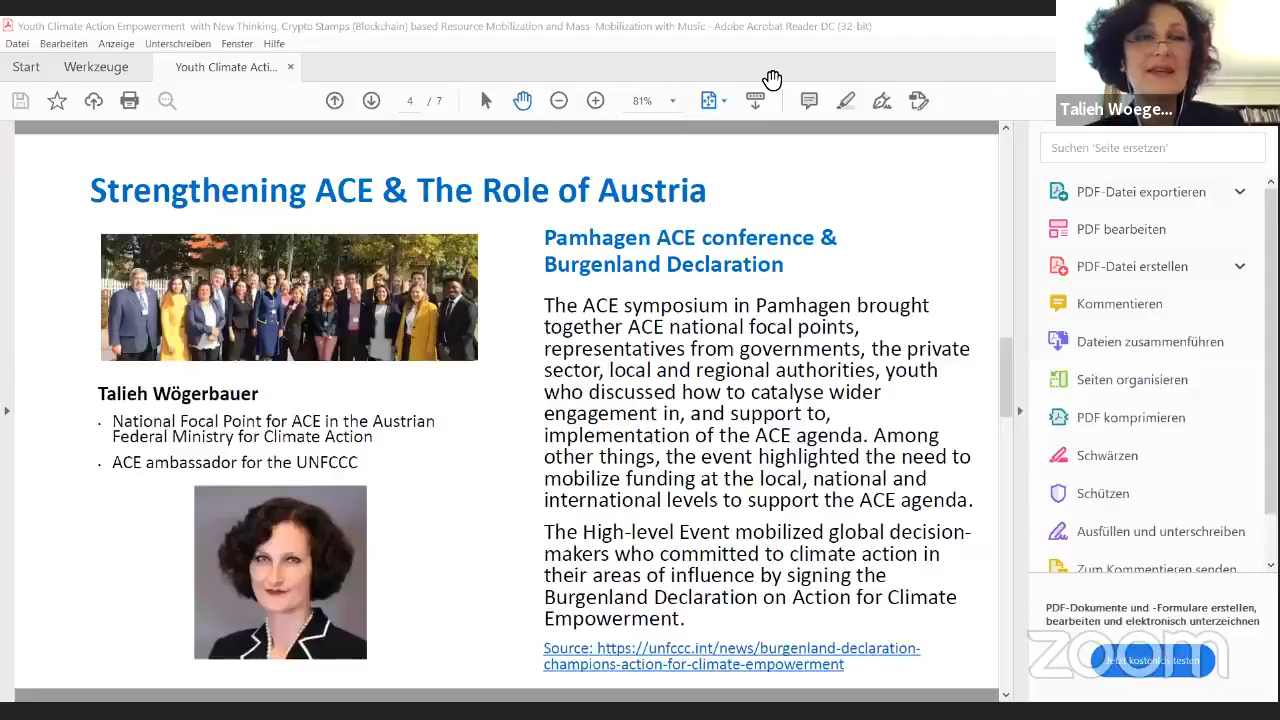 Youth Climate Action Empowerment with New Thinking, Crypto Stamps (Blockchain) based Resource Mobilization and Mass Mobilization with Music - Adobe Acrobat Reader DC (32-bit)
Datei Bearbeiten Anzeige Unterschreiben Fenster Hilfe
Start Werkzeuge Youth Climate Acti... ×
4 / 7 81%
Talieh Woege...
Strengthening ACE & The Role of Austria
Talieh Wögerbauer
· National Focal Point for ACE in the Austrian
Federal Ministry for Climate Action
· ACE ambassador for the UNFCCC
Pamhagen ACE conference &
Burgenland Declaration
The ACE symposium in Pamhagen brought
together ACE national focal points,
representatives from governments, the private
sector, local and regional authorities, youth
who discussed how to catalyse wider
engagement in, and support to,
implementation of the ACE agenda. Among
other things, the event highlighted the need to
mobilize funding at the local, national and
international levels to support the ACE agenda.
The High-level Event mobilized global decision-
makers who committed to climate action in
their areas of influence by signing the
Burgenland Declaration on Action for Climate
Empowerment.
Source: https://unfccc.int/news/burgenland-declaration-
champions-action-for-climate-empowerment
Suchen 'Seite ersetzen'
PDF-Datei exportieren
PDF bearbeiten
PDF-Datei erstellen
Kommentieren
Dateien zusammenführen
Seiten organisieren
PDF komprimieren
Schwärzen
Schützen
Ausfüllen und unterschreiben
Zum Kommentieren senden
PDF-Dokumente und -Formulare erstellen,
bearbeiten und elektronisch unterzeichnen
Jetzt kostenlos testen
zoom